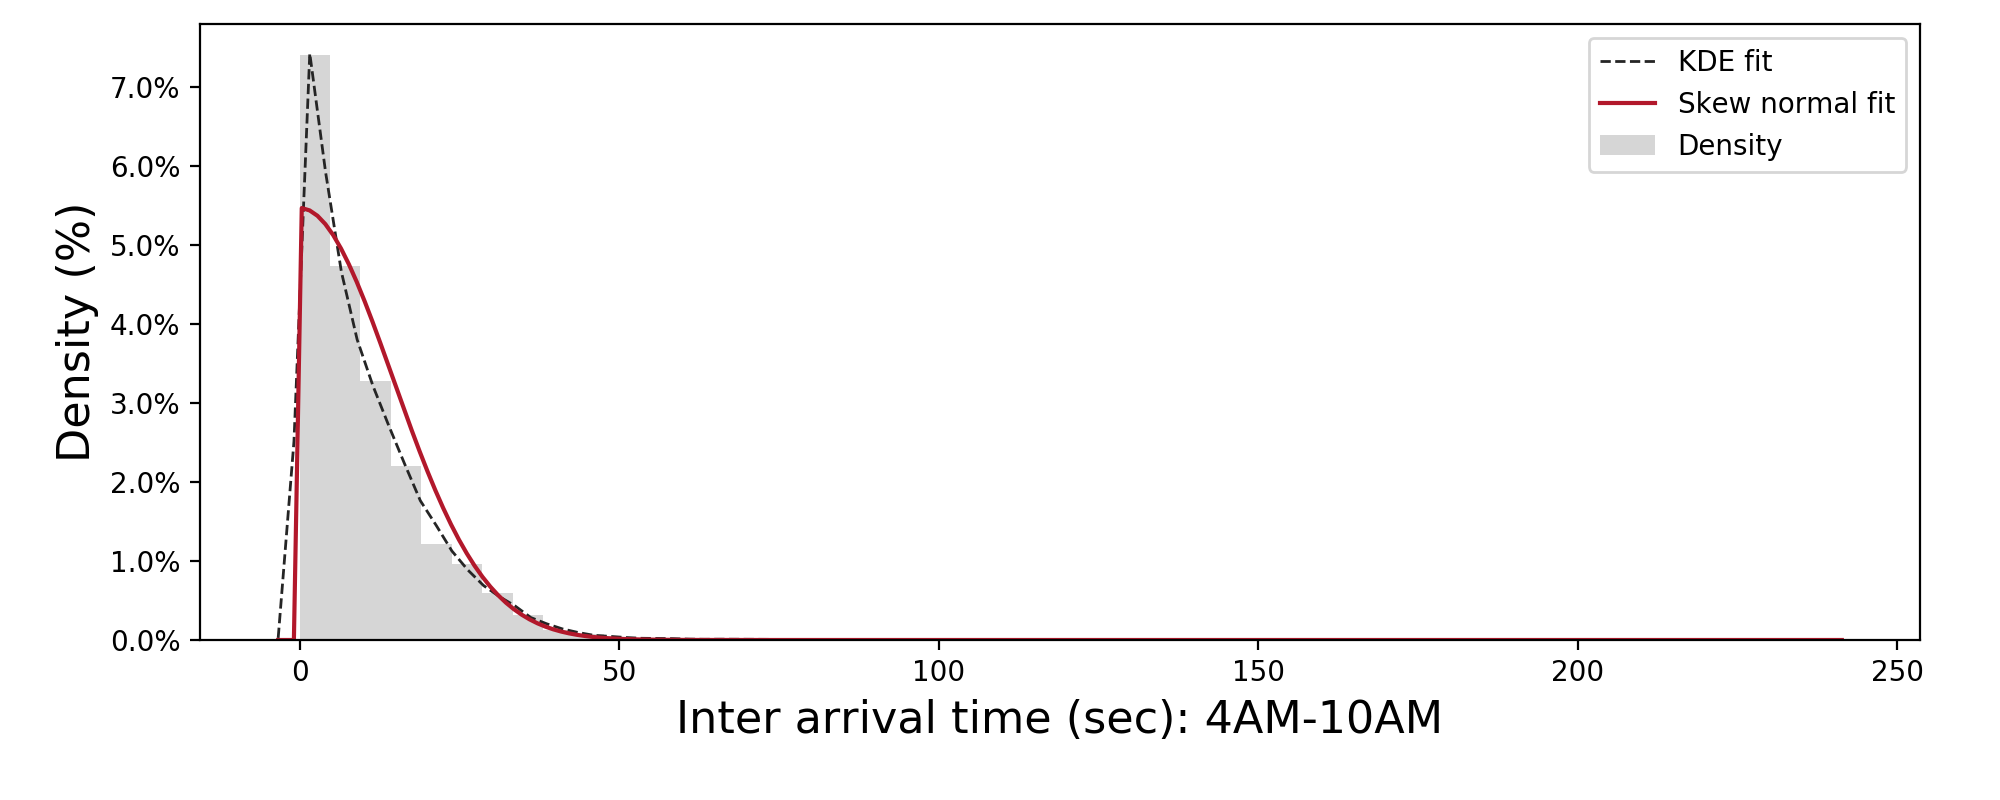 KDE fit
Skew normal fit
Density
Density (%)
7.0%
6.0%
5.0%
4.0%
3.0%
2.0%
1.0%
0.0%
0 50 100 150 200 250
Inter arrival time (sec): 4AM-10AM